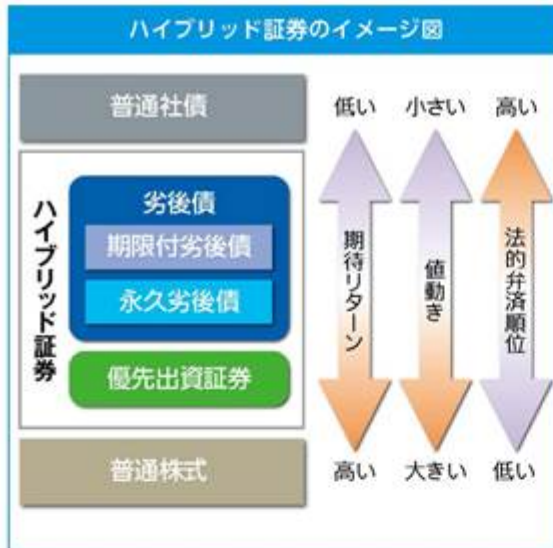 ハイブリッド証券のイメージ図
普通社債
低い 小さい 高い
ハイブリッド証券
劣後債
期限付劣後債
永久劣後債
優先出資証券
期待リターン
値動き
法的弁済順位
普通株式
高い 大きい 低い